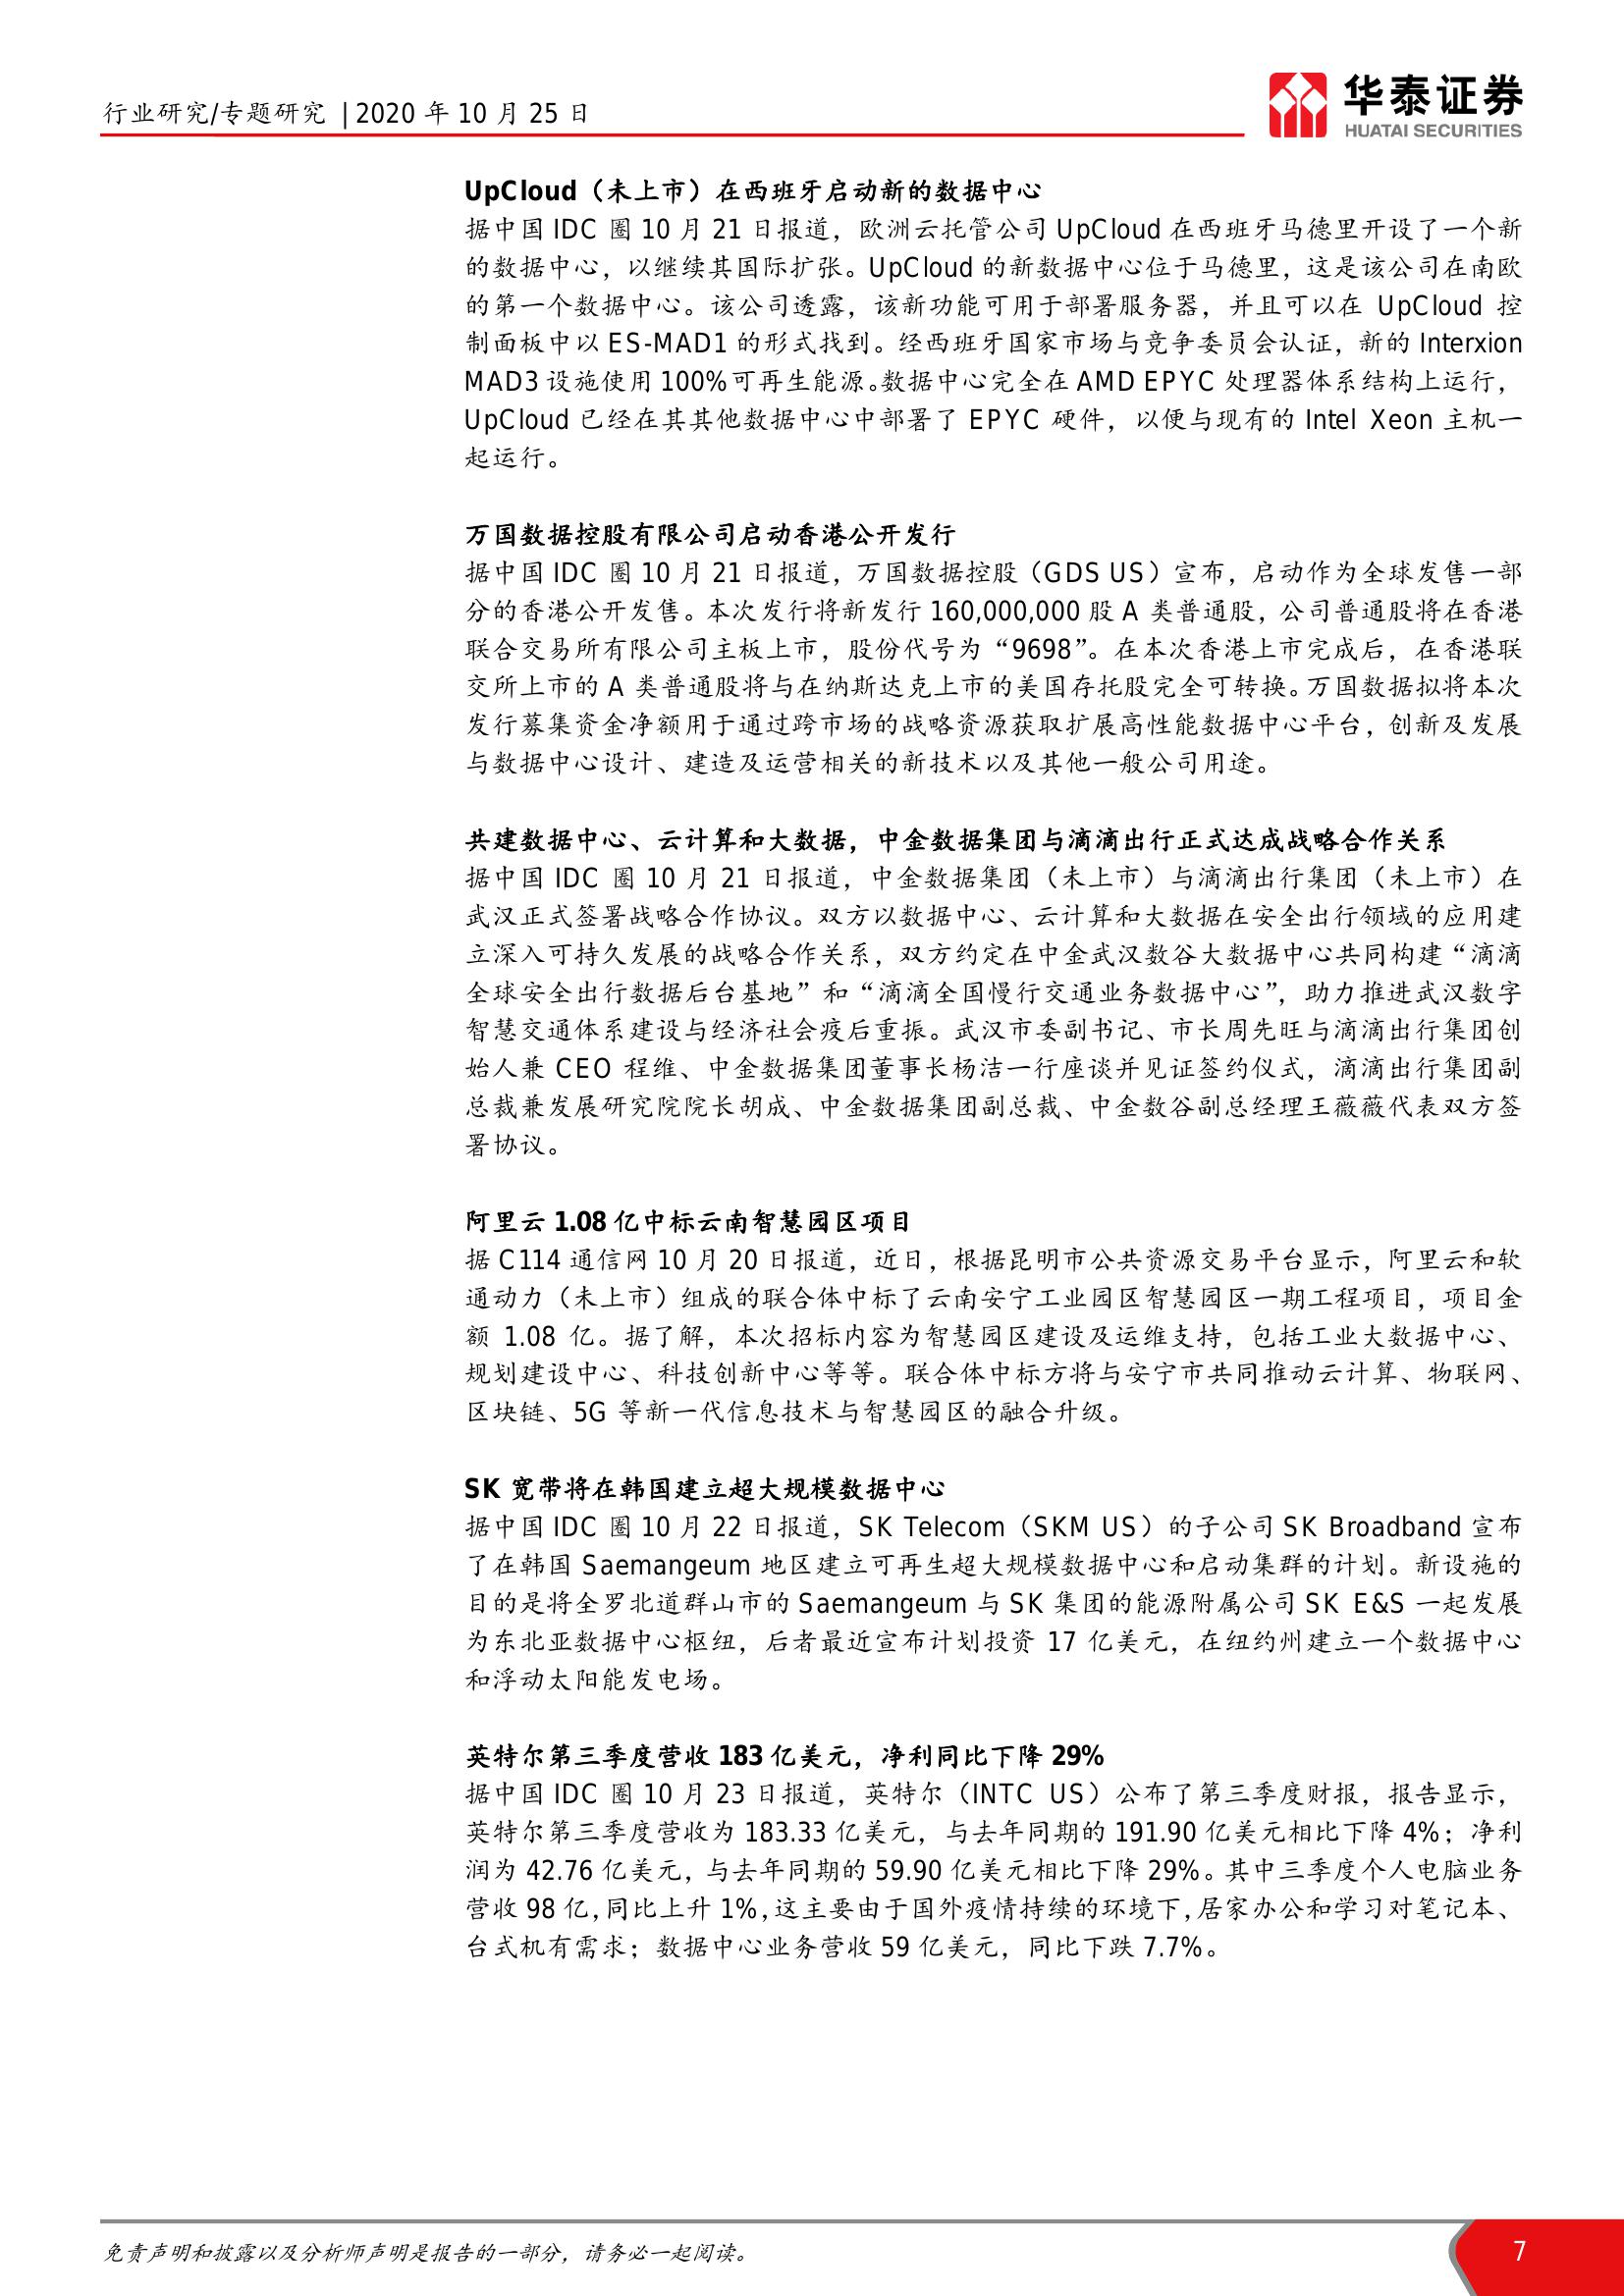 行业研究/专题研究 | 2020 年 10 月 25 日
华泰证券
HUATAI SECURITIES
UpCloud（未上市）在西班牙启动新的数据中心
据中国 IDC 圈 10 月 21 日报道，欧洲云托管公司 UpCloud 在西班牙马德里开设了一个新
的数据中心，以继续其国际扩张。UpCloud 的新数据中心位于马德里，这是该公司在南欧
的第一个数据中心。该公司透露，该新功能可用于部署服务器，并且可以在 UpCloud 控
制面板中以 ES-MAD1 的形式找到。经西班牙国家市场与竞争委员会认证，新的 Interxion
MAD3 设施使用 100%可再生能源。数据中心完全在 AMD EPYC 处理器体系结构上运行，
UpCloud 已经在其其他数据中心中部署了 EPYC 硬件，以便与现有的 Intel Xeon 主机一
起运行。
万国数据控股有限公司启动香港公开发行
据中国 IDC 圈 10 月 21 日报道，万国数据控股（GDS US）宣布，启动作为全球发售一部
分的香港公开发售。本次发行将新发行 160,000,000 股 A 类普通股，公司普通股将在香港
联合交易所有限公司主板上市，股份代号为“9698”。在本次香港上市完成后，在香港联
交所上市的 A 类普通股将与在纳斯达克上市的美国存托股完全可转换。万国数据拟将本次
发行募集资金净额用于通过跨市场的战略资源获取扩展高性能数据中心平台，创新及发展
与数据中心设计、建造及运营相关的新技术以及其他一般公司用途。
共建数据中心、云计算和大数据，中金数据集团与滴滴出行正式达成战略合作关系
据中国 IDC 圈 10 月 21 日报道，中金数据集团（未上市）与滴滴出行集团（未上市）在
武汉正式签署战略合作协议。双方以数据中心、云计算和大数据在安全出行领域的应用建
立深入可持久发展的战略合作关系，双方约定在中金武汉数谷大数据中心共同构建“滴滴
全球安全出行数据后台基地”和“滴滴全国慢行交通业务数据中心”，助力推进武汉数字
智慧交通体系建设与经济社会疫后重振。武汉市委副书记、市长周先旺与滴滴出行集团创
始人兼 CEO 程维、中金数据集团董事长杨洁一行座谈并见证签约仪式，滴滴出行集团副
总裁兼发展研究院院长胡成、中金数据集团副总裁、中金数谷副总经理王薇薇代表双方签
署协议。
阿里云 1.08 亿中标云南智慧园区项目
据 C114 通信网 10 月 20 日报道，近日，根据昆明市公共资源交易平台显示，阿里云和软
通动力（未上市）组成的联合体中标了云南安宁工业园区智慧园区一期工程项目，项目金
额 1.08 亿。据了解，本次招标内容为智慧园区建设及运维支持，包括工业大数据中心、
规划建设中心、科技创新中心等等。联合体中标方将与安宁市共同推动云计算、物联网、
区块链、5G 等新一代信息技术与智慧园区的融合升级。
SK 宽带将在韩国建立超大规模数据中心
据中国 IDC 圈 10 月 22 日报道，SK Telecom（SKM US）的子公司 SK Broadband 宣布
了在韩国 Saemangeum 地区建立可再生超大规模数据中心和启动集群的计划。新设施的
目的是将全罗北道群山市的 Saemangeum 与 SK 集团的能源附属公司 SK E&S 一起发展
为东北亚数据中心枢纽，后者最近宣布计划投资 17 亿美元，在纽约州建立一个数据中心
和浮动太阳能发电场。
英特尔第三季度营收 183 亿美元，净利同比下降 29%
据中国 IDC 圈 10 月 23 日报道，英特尔（INTC US）公布了第三季度财报，报告显示，
英特尔第三季度营收为 183.33 亿美元，与去年同期的 191.90 亿美元相比下降 4%；净利
润为 42.76 亿美元，与去年同期的 59.90 亿美元相比下降 29%。其中三季度个人电脑业务
营收 98 亿，同比上升 1%，这主要由于国外疫情持续的环境下，居家办公和学习对笔记本、
台式机有需求；数据中心业务营收 59 亿美元，同比下跌 7.7%。
免责声明和披露以及分析师声明是报告的一部分，请务必一起阅读。
7